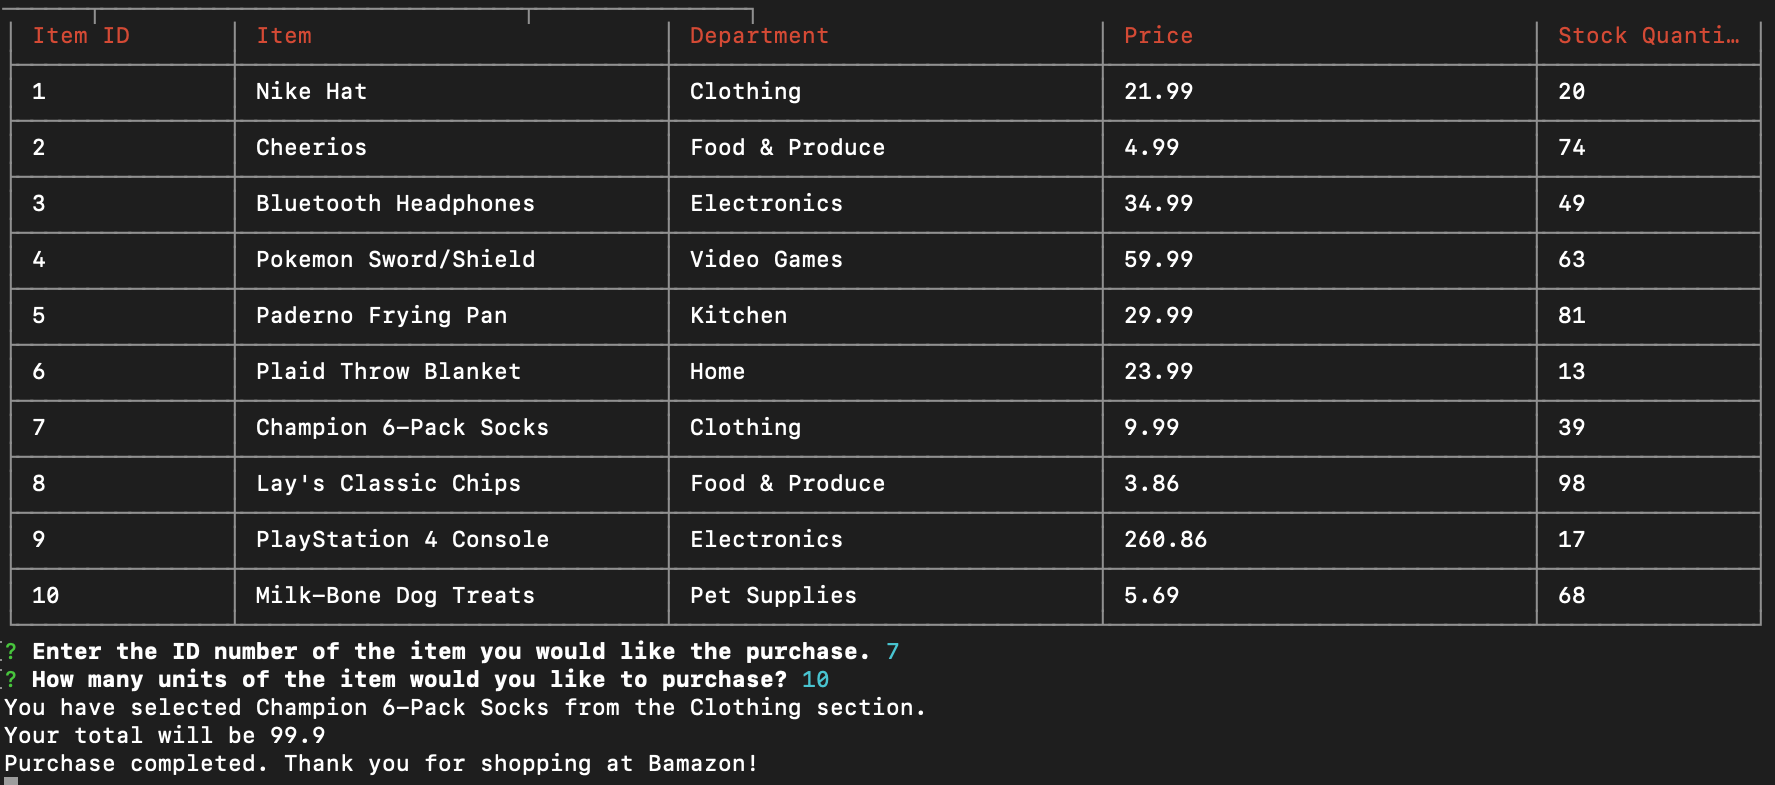 Item ID Item Department Price Stock Quanti…
1 Nike Hat Clothing 21.99 20
2 Cheerios Food & Produce 4.99 74
3 Bluetooth Headphones Electronics 34.99 49
4 Pokemon Sword/Shield Video Games 59.99 63
5 Paderno Frying Pan Kitchen 29.99 81
6 Plaid Throw Blanket Home 23.99 13
7 Champion 6-Pack Socks Clothing 9.99 39
8 Lay's Classic Chips Food & Produce 3.86 98
9 PlayStation 4 Console Electronics 260.86 17
10 Milk-Bone Dog Treats Pet Supplies 5.69 68
? Enter the ID number of the item you would like the purchase. 7
? How many units of the item would you like to purchase? 10
You have selected Champion 6-Pack Socks from the Clothing section.
Your total will be 99.9
Purchase completed. Thank you for shopping at Bamazon!